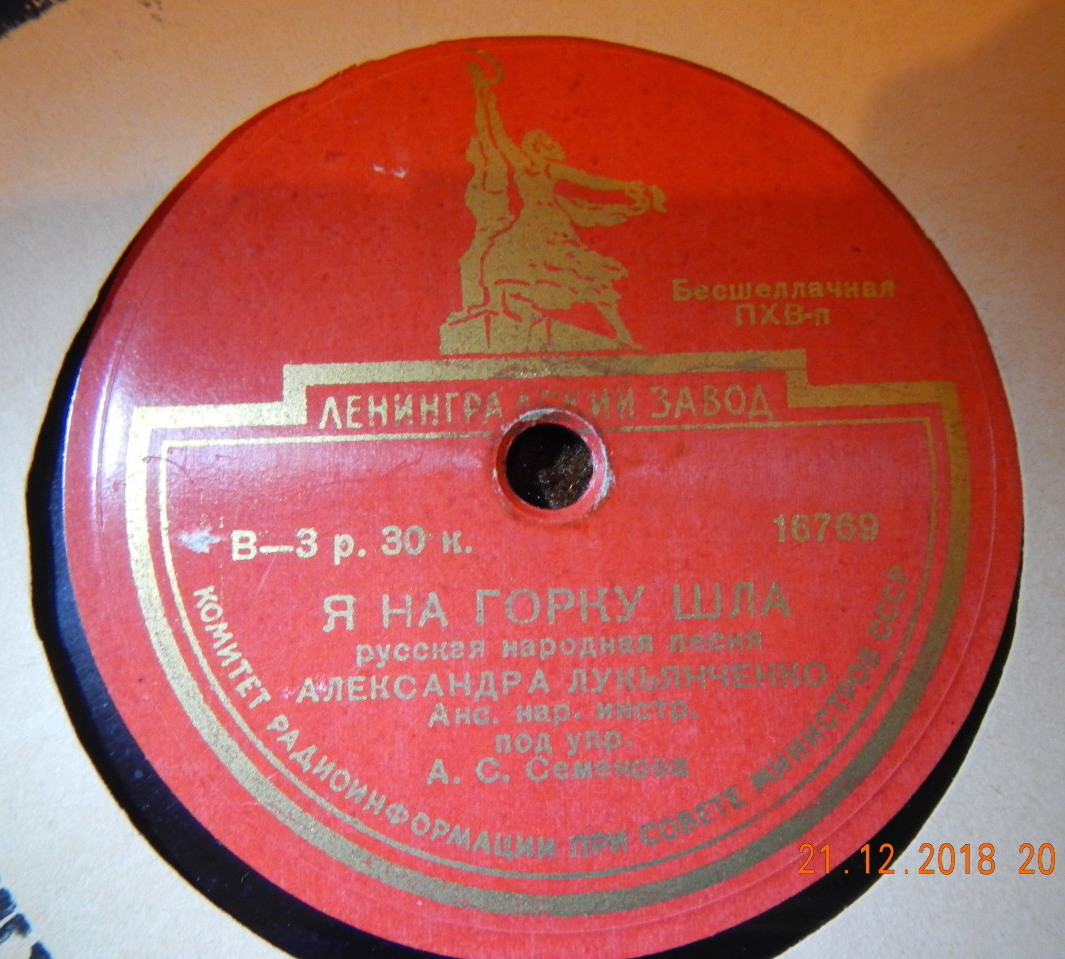 Бесшеллачная
ПХВ-п
ЛЕНИНГРАДСКИЙ ЗАВОД
В—3 р. 30 к.
16769
Я НА ГОРКУ ШЛА
русская народная песня
АЛЕКСАНДРА ЛУКЬЯНЧЕНКО
Анс. нар. инстр.
под упр.
А. С. Семенова
КОМИТЕТ РАДИОИНФОРМАЦИИ ПРИ СОВЕТЕ МИНИСТРОВ СССР
21.12.2018 20